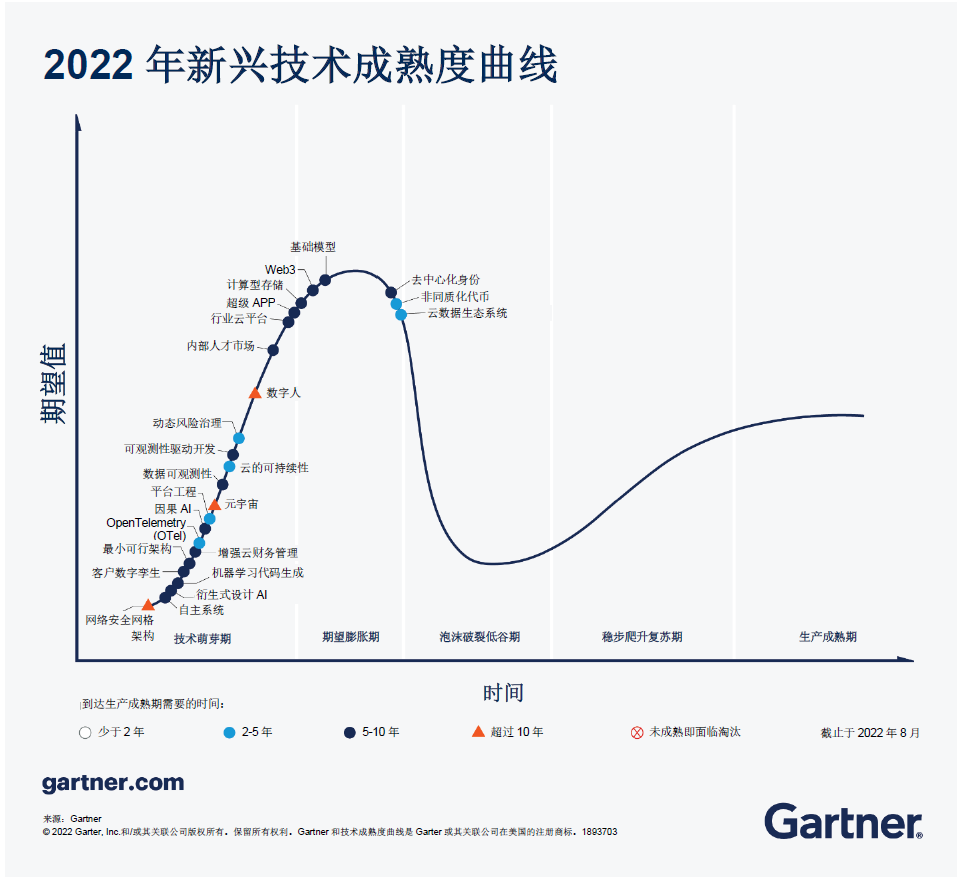 2022 年新兴技术成熟度曲线
期望值
基础模型
Web3
计算型存储
超级 APP
行业云平台
内部人才市场
数字人
去中心化身份
非同质化代币
云数据生态系统
动态风险治理
可观测性驱动开发
云的可持续性
数据可观测性
平台工程
元宇宙
因果 AI
OpenTelemetry
(OTel)
最小可行架构
增强云财务管理
客户数字孪生
机器学习代码生成
衍生式设计 AI
自主系统
网络安全网格
架构
技术萌芽期
期望膨胀期
泡沫破裂低谷期
稳步爬升复苏期
生产成熟期
时间
到达生产成熟期需要的时间:
少于 2 年
2-5 年
5-10 年
超过 10 年
未成熟即面临淘汰
截止于 2022 年 8 月
gartner.com
来源：Gartner
© 2022 Garter, Inc.和/或其关联公司版权所有。保留所有权利。Gartner 和技术成熟度曲线是 Garter 或其关联公司在美国的注册商标。1893703
Gartner®